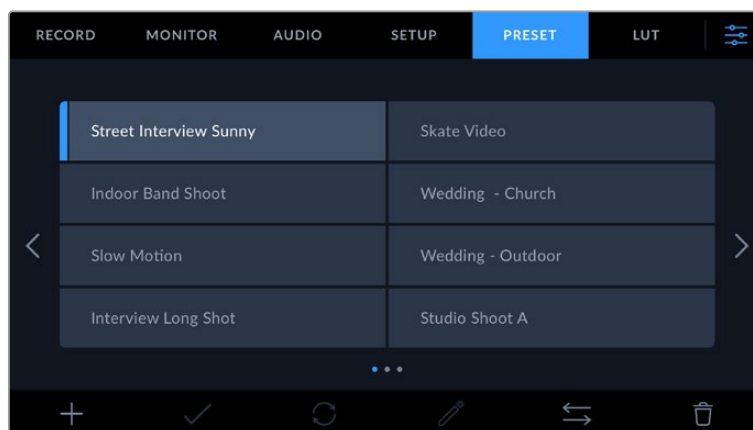 RECORD MONITOR AUDIO SETUP PRESET LUT
Street Interview Sunny Skate Video
Indoor Band Shoot Wedding - Church
Slow Motion Wedding - Outdoor
Interview Long Shot Studio Shoot A